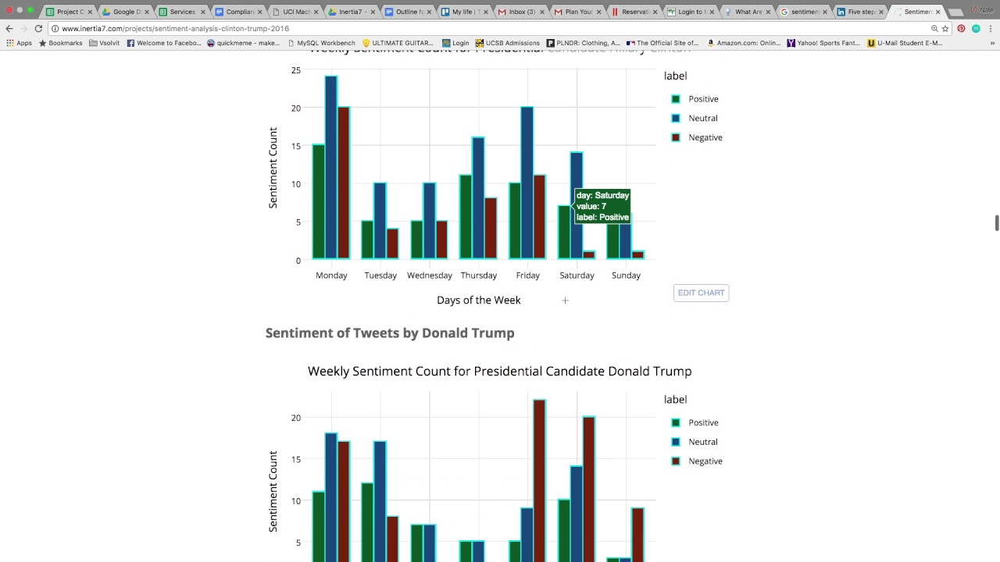 Project C
Google D
Services
Complian
UCI Mach
Inertia7 -
Outline fo
My life | T
Inbox (3)
Plan Your
Reservati
Login to M
What Are
sentimen
Five step
Sentimen
Nate
www.inertia7.com/projects/sentiment-analysis-clinton-trump-2016
Apps
Bookmarks
Vsolvit
Welcome to Facebo...
quickmeme - make...
MySQL Workbench
ULTIMATE GUITAR...
Login
UCSB Admissions
PLNDR: Clothing, A...
The Official Site of...
Amazon.com: Onlin...
Yahoo! Sports Fant...
U-Mail Student E-M...
»
Weekly Sentiment Count for Presidential Candidate Hillary Clinton
label
Positive
Neutral
Negative
25
20
15
10
5
0
Sentiment Count
day: Saturday
value: 7
label: Positive
Monday
Tuesday
Wednesday
Thursday
Friday
Saturday
Sunday
Days of the Week
EDIT CHART
Sentiment of Tweets by Donald Trump
Weekly Sentiment Count for Presidential Candidate Donald Trump
label
Positive
Neutral
Negative
20
15
10
5
Sentiment Count